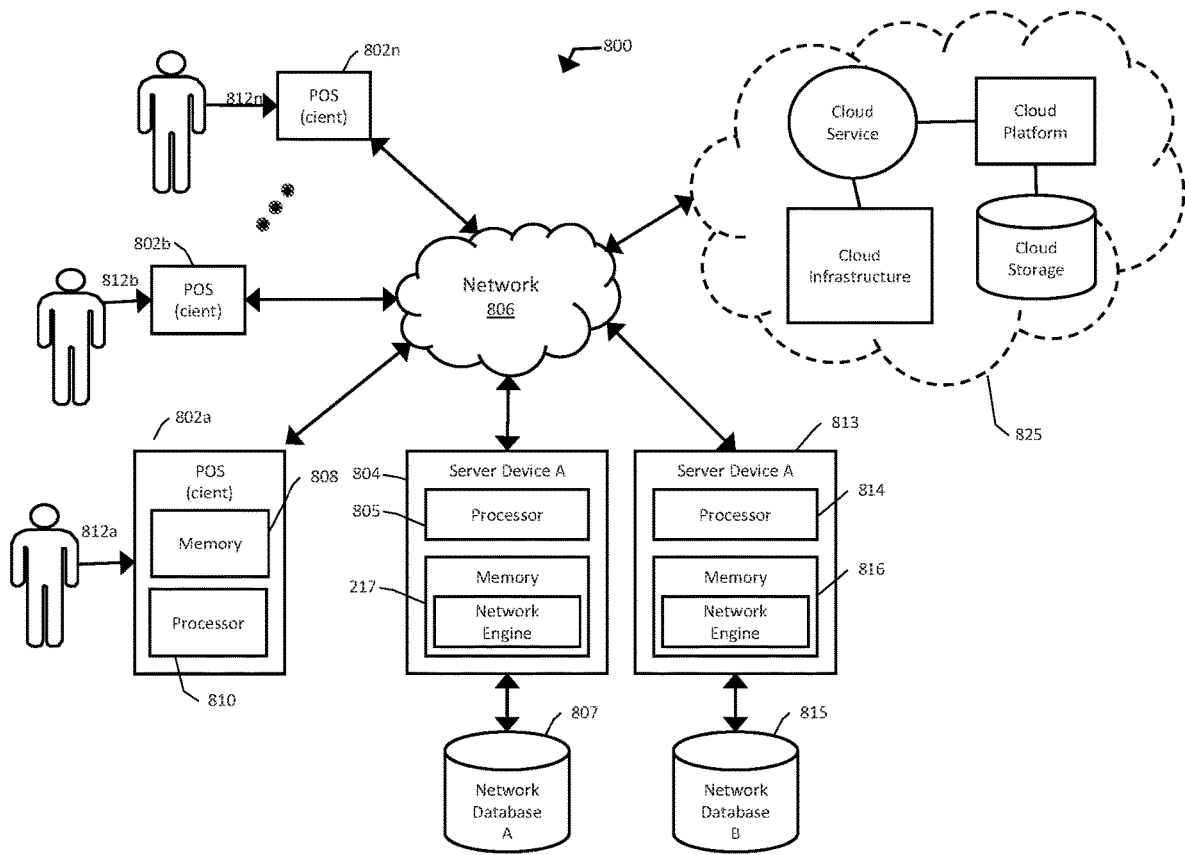 802n
800
POS
(cient)
812n
Cloud
Service
Cloud
Platform
802b
812b
POS
(cient)
Network
806
Cloud
Infrastructure
Cloud
Storage
825
802a
POS
(cient)
808
Memory
812a
Processor
810
804
Server Device A
805
Processor
217
Memory
Network
Engine
813
Server Device A
814
Processor
816
Memory
Network
Engine
807
Network
Database
A
815
Network
Database
B